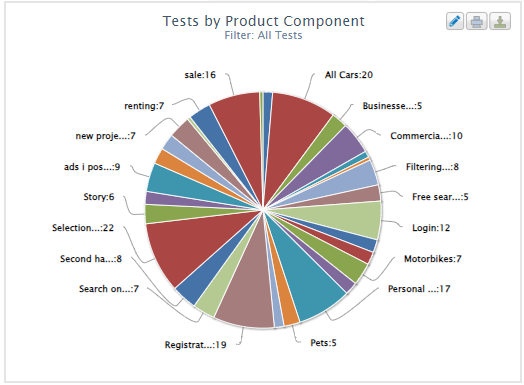 Tests by Product Component
Filter: All Tests
sale:16
All Cars:20
renting:7
Businesse...:5
new proje...:7
Commercia...:10
ads i pos...:9
Filtering...:8
Story:6
Free sear...:5
Selection...:22
Login:12
Second ha...:8
Motorbikes:7
Search on...:7
Personal ...:17
Registrat...:19
Pets:5